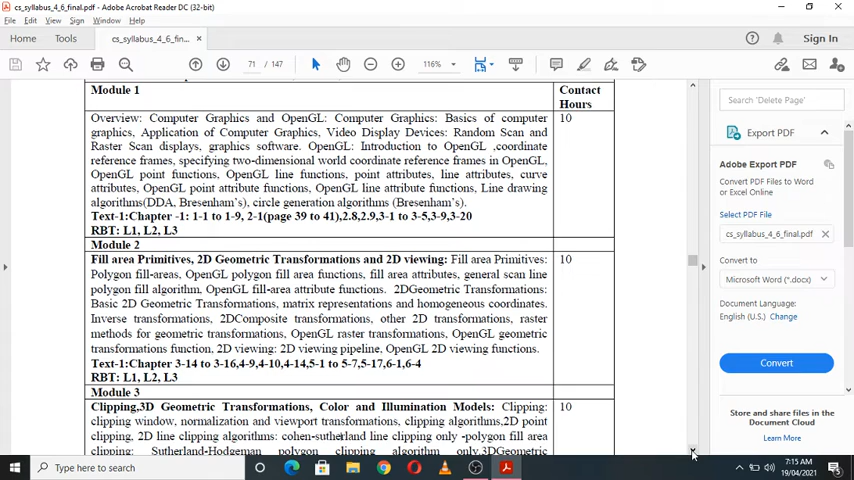 cs_syllabus_4_6_final.pdf - Adobe Acrobat Reader DC (32-bit)
File Edit View Sign Window Help
Home Tools cs_syllabus_4_6_fin... × Sign In
71 / 147 116%
Module 1 Contact
Hours
Overview: Computer Graphics and OpenGL: Computer Graphics: Basics of computer 10
graphics, Application of Computer Graphics, Video Display Devices: Random Scan and
Raster Scan displays, graphics software. OpenGL: Introduction to OpenGL ,coordinate
reference frames, specifying two-dimensional world coordinate reference frames in OpenGL,
OpenGL point functions, OpenGL line functions, point attributes, line attributes, curve
attributes, OpenGL point attribute functions, OpenGL line attribute functions, Line drawing
algorithms(DDA, Bresenham's), circle generation algorithms (Bresenham's).
Text-1:Chapter -1: 1-1 to 1-9, 2-1(page 39 to 41),2.8,2.9,3-1 to 3-5,3-9,3-20
RBT: L1, L2, L3
Module 2
Fill area Primitives, 2D Geometric Transformations and 2D viewing: Fill area Primitives: 10
Polygon fill-areas, OpenGL polygon fill area functions, fill area attributes, general scan line
polygon fill algorithm, OpenGL fill-area attribute functions. 2DGeometric Transformations:
Basic 2D Geometric Transformations, matrix representations and homogeneous coordinates.
Inverse transformations, 2DComposite transformations, other 2D transformations, raster
methods for geometric transformations, OpenGL raster transformations, OpenGL geometric
transformations function, 2D viewing: 2D viewing pipeline, OpenGL 2D viewing functions.
Text-1:Chapter 3-14 to 3-16,4-9,4-10,4-14,5-1 to 5-7,5-17,6-1,6-4
RBT: L1, L2, L3
Module 3
Clipping,3D Geometric Transformations, Color and Illumination Models: Clipping: 10
clipping window, normalization and viewport transformations, clipping algorithms,2D point
clipping, 2D line clipping algorithms: cohen-sutherland line clipping only -polygon fill area
clipping: Sutherland-Hodgeman polygon clipping algorithm only.3DGeometric
Search 'Delete Page'
Export PDF
Adobe Export PDF
Convert PDF Files to Word
or Excel Online
Select PDF File
cs_syllabus_4_6_final.pdf ×
Convert to
Microsoft Word (*.docx)
Document Language:
English (U.S.) Change
Convert
Store and share files in the
Document Cloud
Learn More
Type here to search
7:15 AM
19/04/2021
5